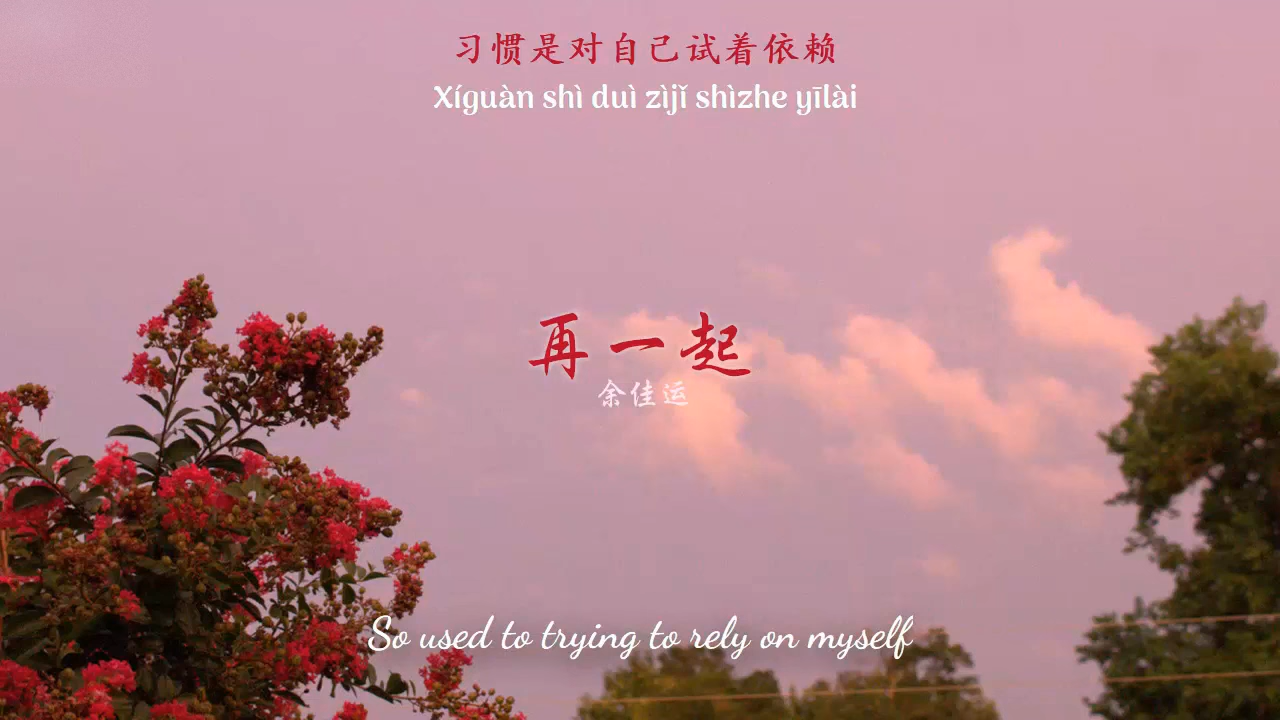 习惯是对自己试着依赖
Xíguàn shì duì zìjǐ shìzhe yīlài
再一起
余佳运
So used to trying to rely on myself